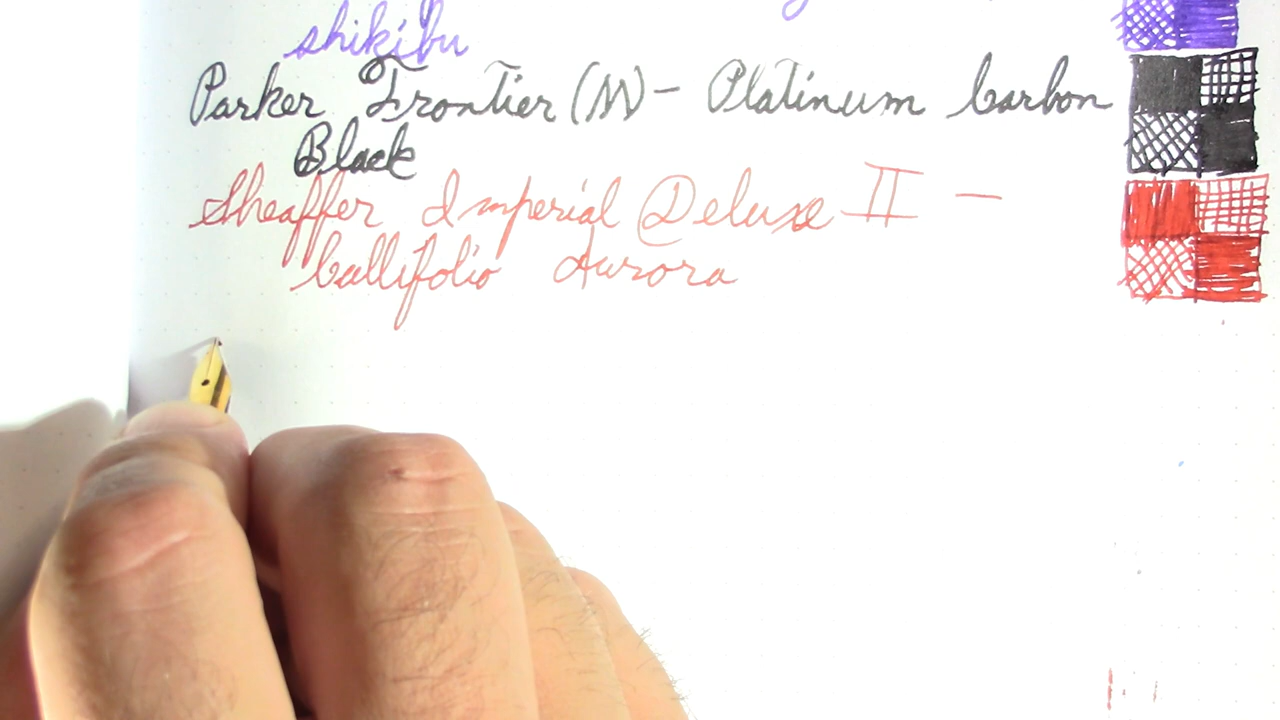 shikibu
Parker Frontier (M) - Platinum Carbon
Black
Sheaffer Imperial Deluxe II -
Callifolio Aurora